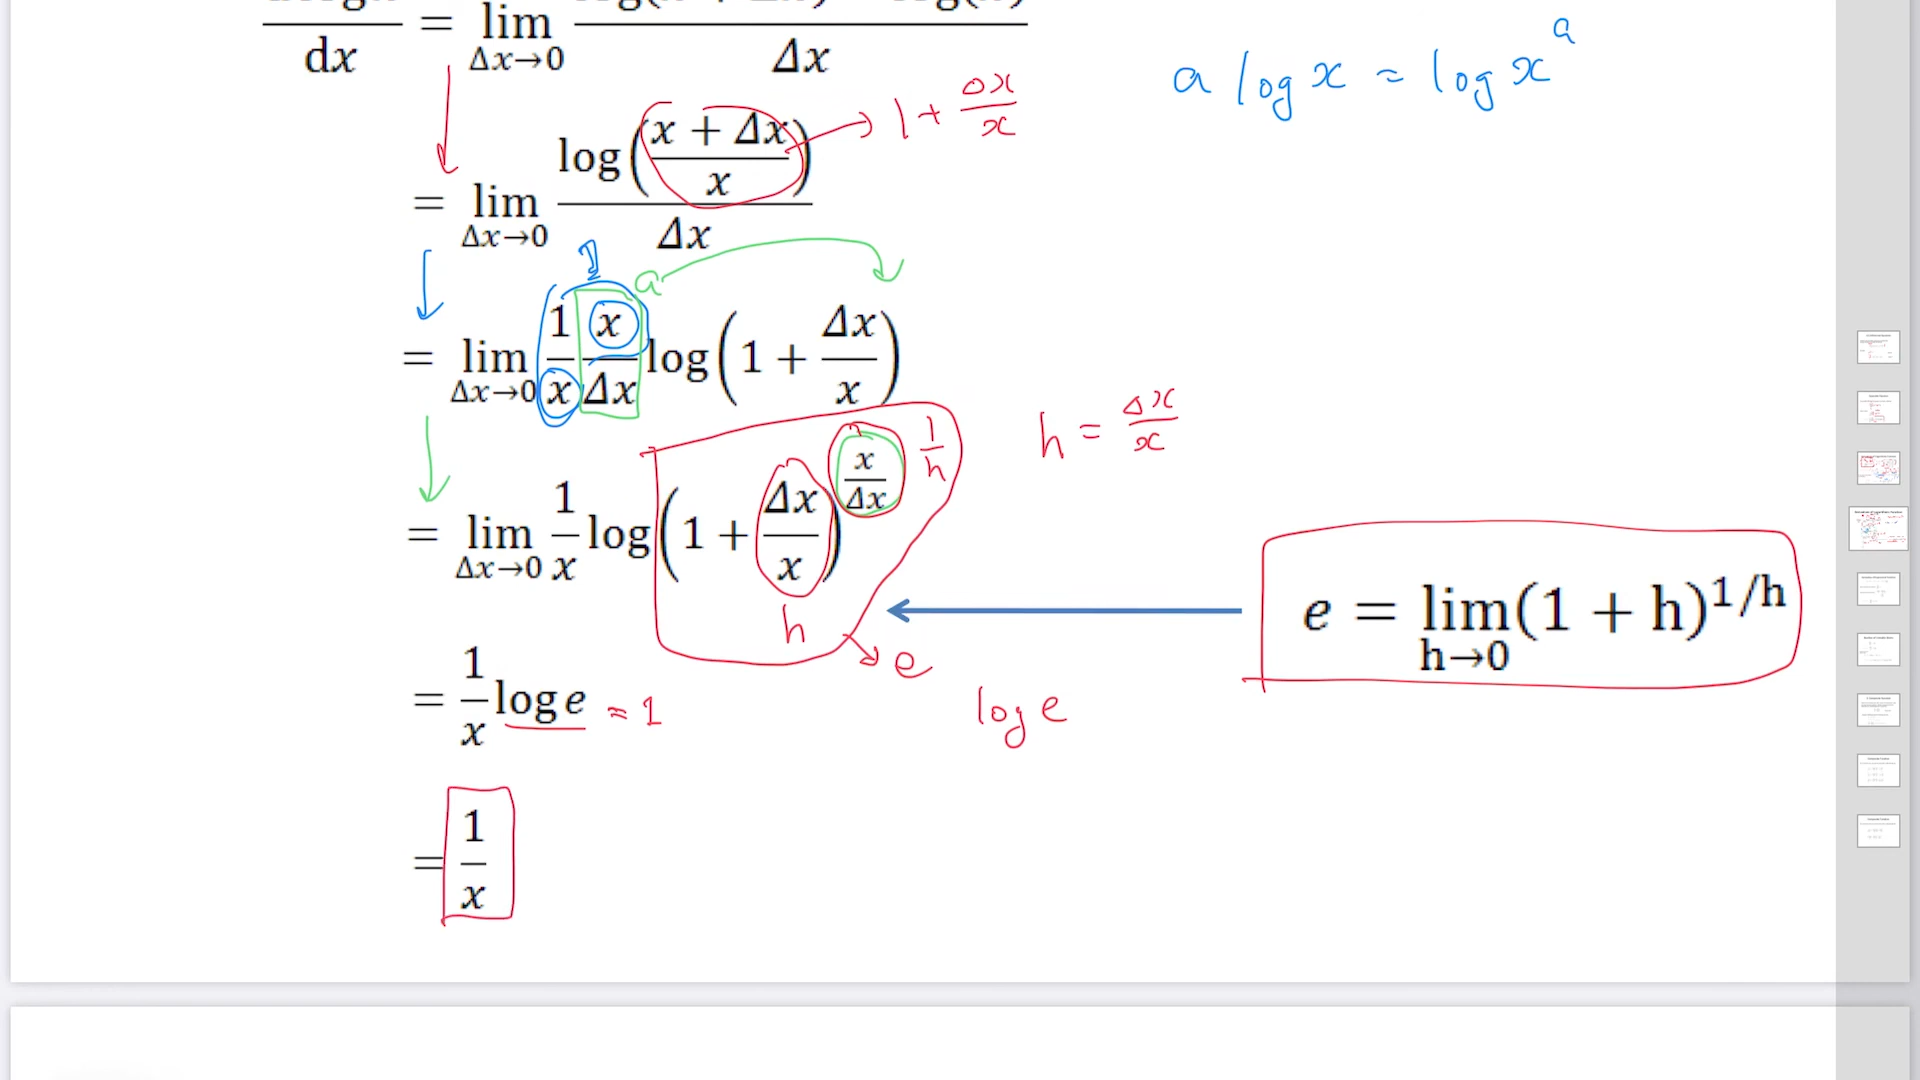 dx = lim Δx→0 Δx
a log x = log x^a
= lim Δx→0 log((x + Δx)/x) / Δx → 1 + Δx/x
1 a
= lim Δx→0 1/x x/Δx log(1 + Δx/x)
h = Δx/x
= lim Δx→0 1/x log(1 + Δx/x)^(x/Δx) 1/h
h
e = lim h→0 (1 + h)^1/h
e
= 1/x log e = 1
log e
= 1/x